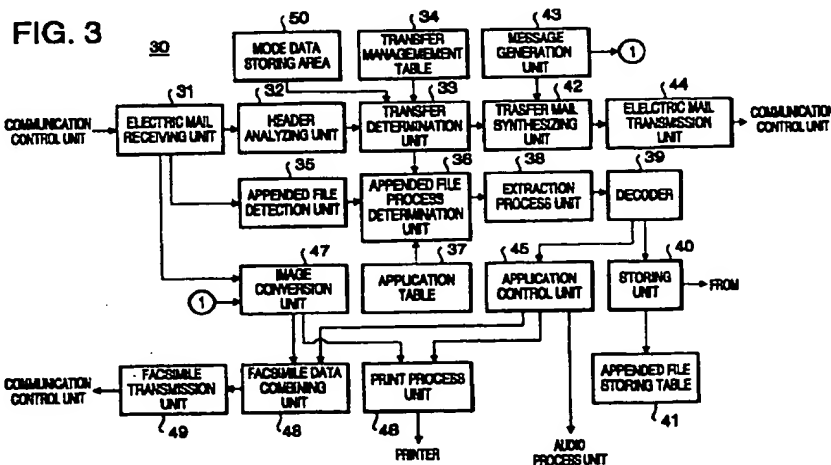 FIG. 3
30
50
MODE DATA
STORING AREA
34
TRANSFER
MANAGEMEMENT
TABLE
43
MESSAGE
GENERATION
UNIT
1
COMMUNICATION
CONTROL UNIT
31
ELECTRIC MAIL
RECEIVING UNIT
32
HEADER
ANALYZING UNIT
33
TRANSFER
DETERMINATION
UNIT
42
TRASFER MAIL
SYNTHESIZING
UNIT
44
ELELCTRIC MAIL
TRANSMISSION
UNIT
COMMUNICATION
CONTROL UNIT
35
APPENDED FILE
DETECTION UNIT
36
APPENDED FILE
PROCESS
DETERMINATION
UNIT
38
EXTRACTION
PROCESS UNIT
39
DECODER
47
IMAGE
CONVERSION
UNIT
1
37
APPLICATION
TABLE
45
APPLICATION
CONTROL UNIT
40
STORING
UNIT
FROM
COMMUNICATION
CONTROL UNIT
FACSIMILE
TRANSMISSION
UNIT
49
FACSIMILE DATA
COMBINING
UNIT
48
PRINT PROCESS
UNIT
46
APPENDED FILE
STORING TABLE
41
PRINTER
AUDIO
PROCESS UNIT